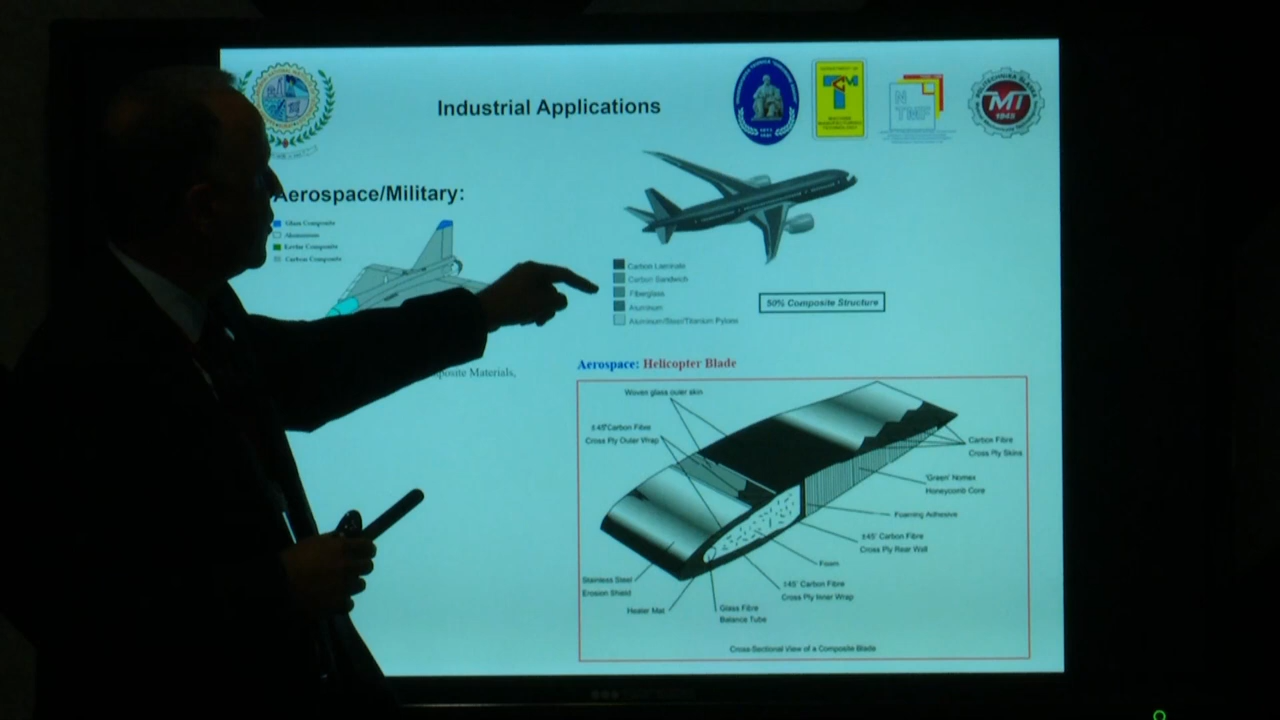 Industrial Applications
Aerospace/Military:
Glass Composite
Aluminium
Kevlar Composite
Carbon Composite
Carbon Laminate
Carbon Sandwich
Fiberglass
Aluminum
Aluminum/Steel/Titanium Pylons
50% Composite Structure
posite Materials,
Aerospace: Helicopter Blade
Woven glass outer skin
±45°Carbon Fibre
Cross Ply Outer Wrap
Carbon Fibre
Cross Ply Skins
'Green' Nomex
Honeycomb Core
Foaming Adhesive
±45° Carbon Fibre
Cross Ply Rear Wall
Foam
±45° Carbon Fibre
Cross Ply Inner Wrap
Stainless Steel
Erosion Shield
Heater Mat
Glass Fibre
Balance Tube
Cross-Sectional View of a Composite Blade
MTI
1945